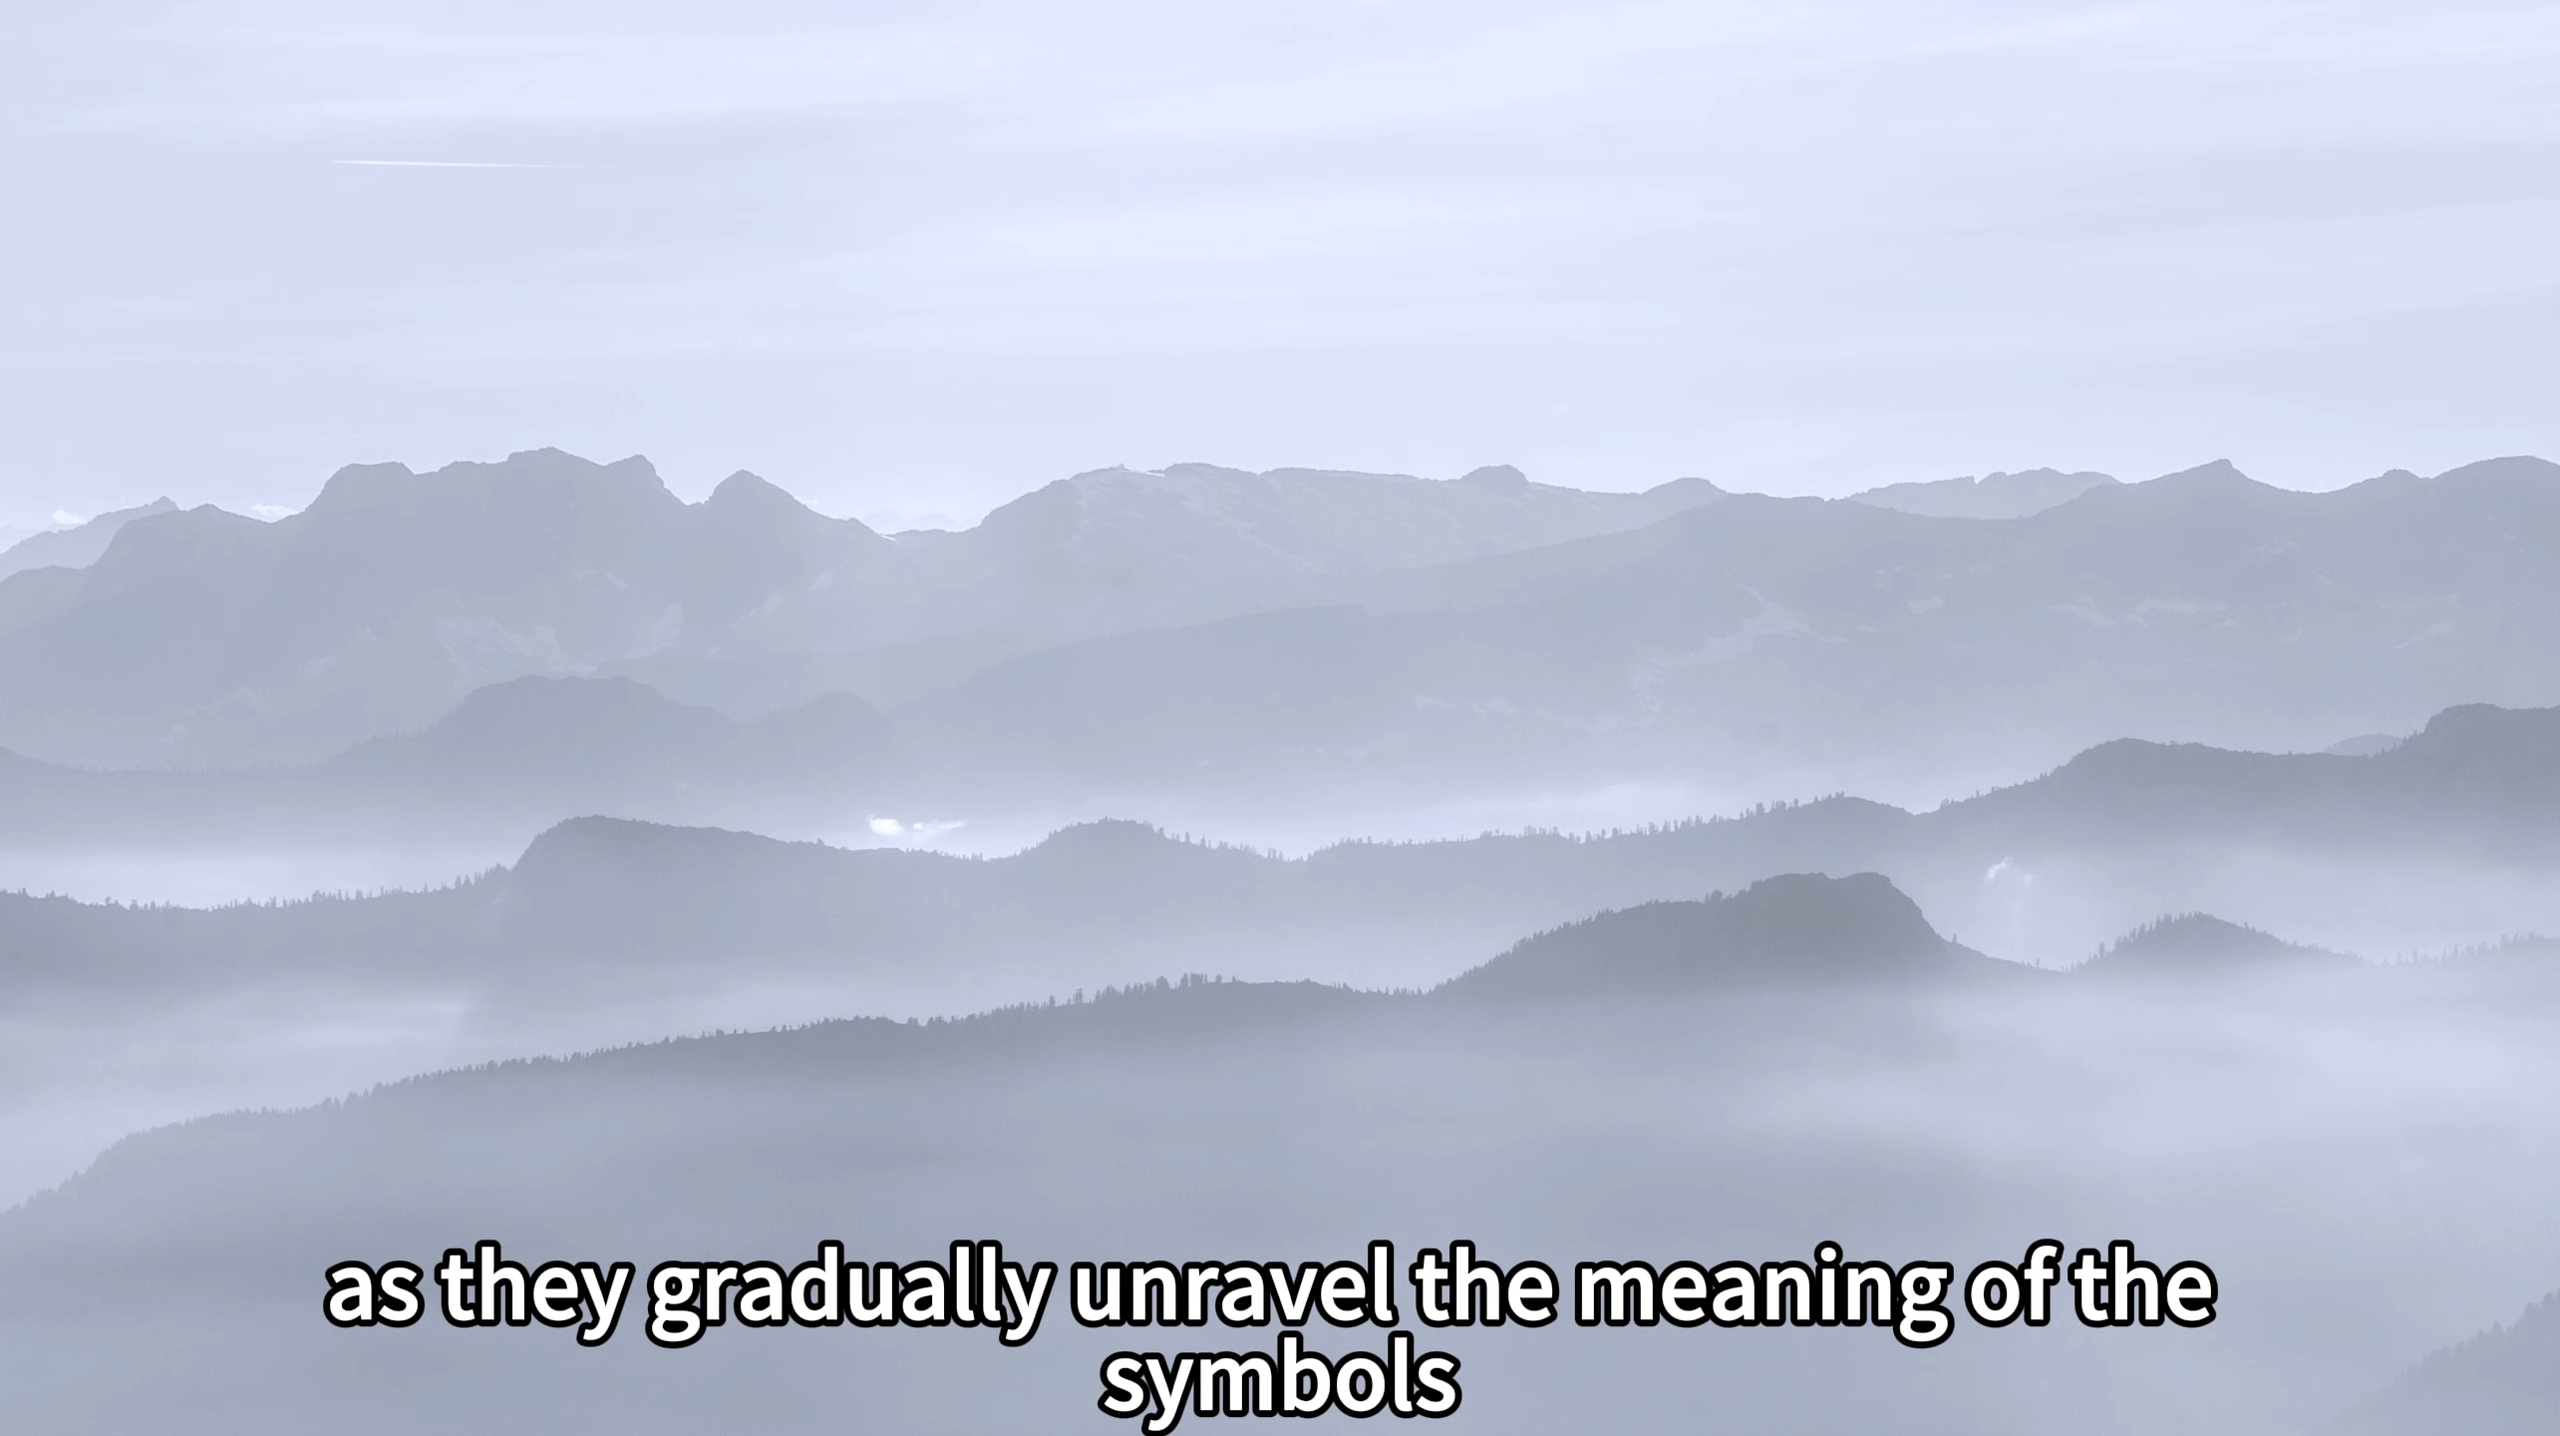 as they gradually unravel the meaning of the
symbols